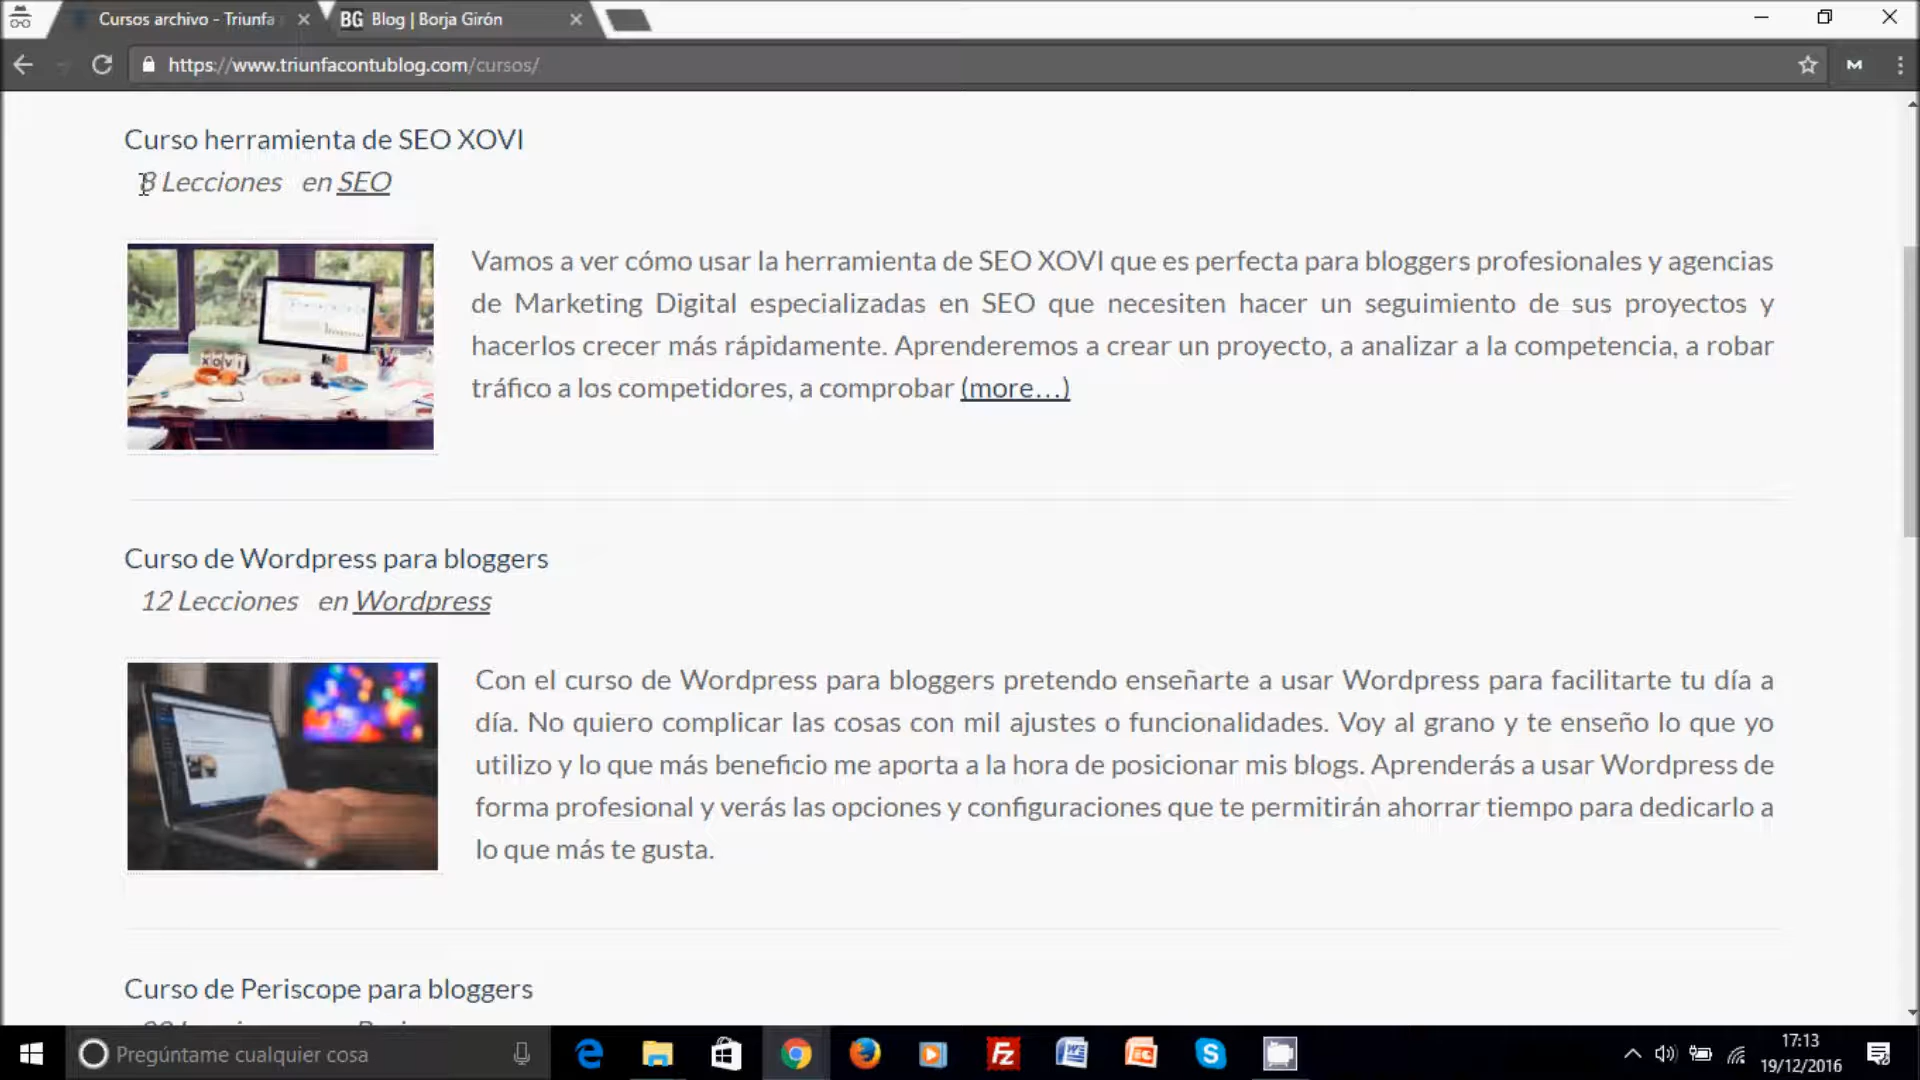 Cursos archivo - Triunfa
BG Blog | Borja Girón
https://www.triunfacontublog.com/cursos/
Curso herramienta de SEO XOVI
8 Lecciones en SEO
XOVI
Vamos a ver cómo usar la herramienta de SEO XOVI que es perfecta para bloggers profesionales y agencias
de Marketing Digital especializadas en SEO que necesiten hacer un seguimiento de sus proyectos y
hacerlos crecer más rápidamente. Aprenderemos a crear un proyecto, a analizar a la competencia, a robar
tráfico a los competidores, a comprobar (more…)
Curso de Wordpress para bloggers
12 Lecciones en Wordpress
Con el curso de Wordpress para bloggers pretendo enseñarte a usar Wordpress para facilitarte tu día a
día. No quiero complicar las cosas con mil ajustes o funcionalidades. Voy al grano y te enseño lo que yo
utilizo y lo que más beneficio me aporta a la hora de posicionar mis blogs. Aprenderás a usar Wordpress de
forma profesional y verás las opciones y configuraciones que te permitirán ahorrar tiempo para dedicarlo a
lo que más te gusta.
Curso de Periscope para bloggers
Pregúntame cualquier cosa
17:13
19/12/2016